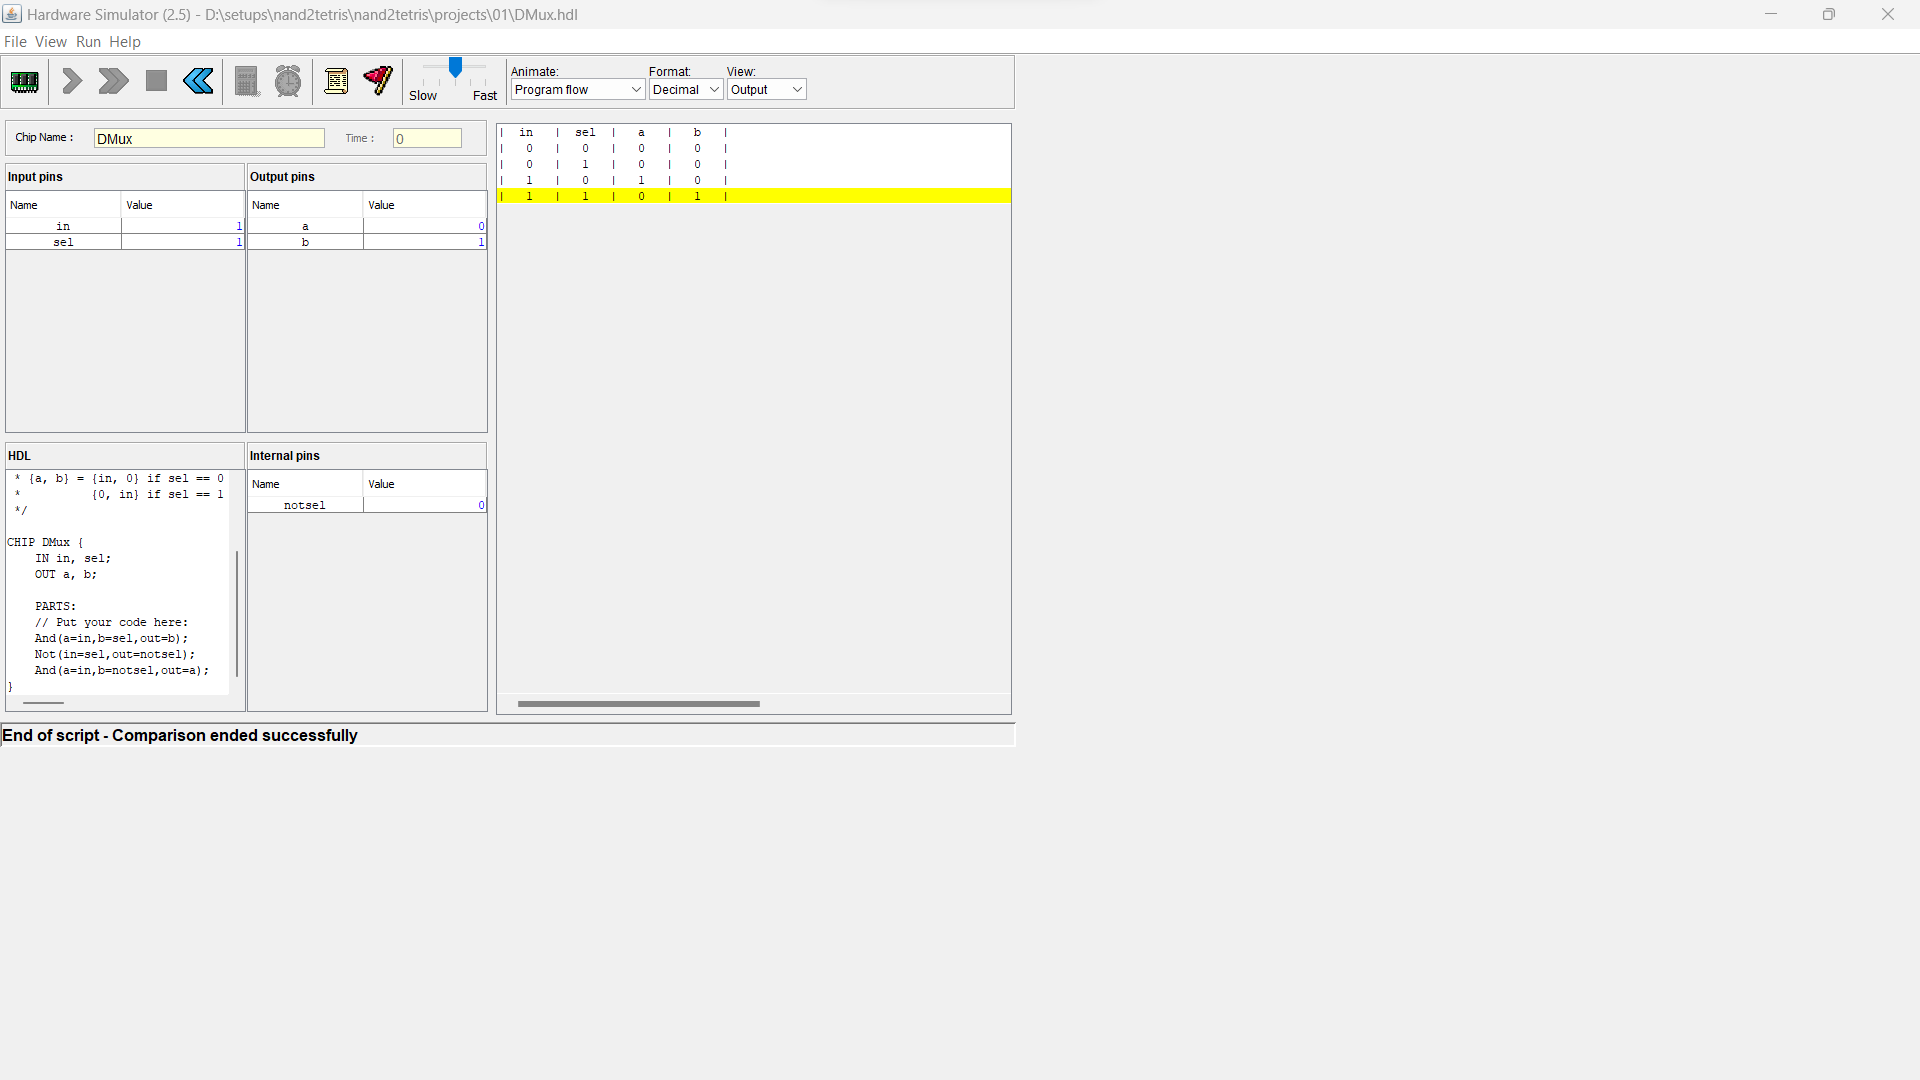 Hardware Simulator (2.5) - D:\setups\nand2tetris\nand2tetris\projects\01\DMux.hdl
File View Run Help
Slow Fast
Animate:
Program flow
Format:
Decimal
View:
Output
Chip Name :
DMux
Time :
0
Input pins
Name Value
in 1
sel 1
Output pins
Name Value
a 0
b 1
| in | sel | a | b |
| 0 | 0 | 0 | 0 |
| 0 | 1 | 0 | 0 |
| 1 | 0 | 1 | 0 |
| 1 | 1 | 0 | 1 |
HDL
* {a, b} = {in, 0} if sel == 0
* {0, in} if sel == 1
*/
CHIP DMux {
IN in, sel;
OUT a, b;
PARTS:
// Put your code here:
And(a=in,b=sel,out=b);
Not(in=sel,out=notsel);
And(a=in,b=notsel,out=a);
}
Internal pins
Name Value
notsel 0
End of script - Comparison ended successfully